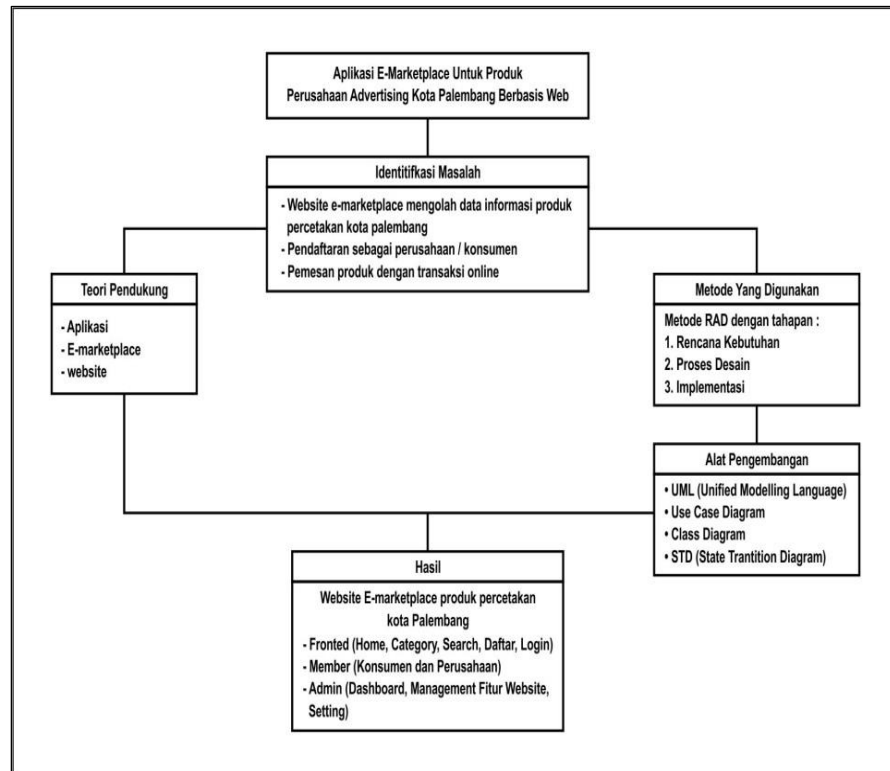 Aplikasi E-Marketplace Untuk Produk
Perusahaan Advertising Kota Palembang Berbasis Web
Identitifkasi Masalah
- Website e-marketplace mengolah data informasi produk
percetakan kota palembang
- Pendaftaran sebagai perusahaan / konsumen
- Pemesan produk dengan transaksi online
Teori Pendukung
- Aplikasi
- E-marketplace
- website
Metode Yang Digunakan
Metode RAD dengan tahapan :
1. Rencana Kebutuhan
2. Proses Desain
3. Implementasi
Alat Pengembangan
• UML (Unified Modelling Language)
• Use Case Diagram
• Class Diagram
• STD (State Trantition Diagram)
Hasil
Website E-marketplace produk percetakan
kota Palembang
- Fronted (Home, Category, Search, Daftar, Login)
- Member (Konsumen dan Perusahaan)
- Admin (Dashboard, Management Fitur Website,
Setting)